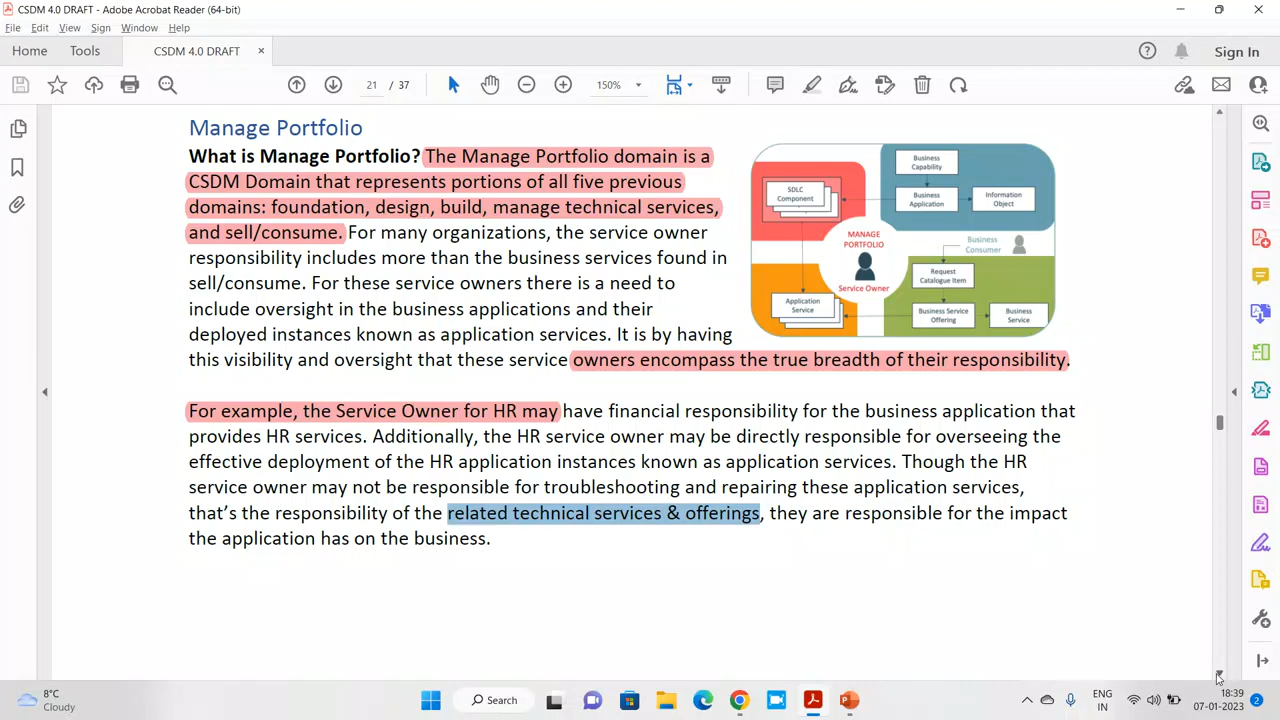 CSDM 4.0 DRAFT - Adobe Acrobat Reader (64-bit)
File Edit View Sign Window Help
Home Tools CSDM 4.0 DRAFT × Sign In
21 / 37 150%
Manage Portfolio
What is Manage Portfolio? The Manage Portfolio domain is a
CSDM Domain that represents portions of all five previous
domains: foundation, design, build, manage technical services,
and sell/consume. For many organizations, the service owner
responsibility includes more than the business services found in
sell/consume. For these service owners there is a need to
include oversight in the business applications and their
deployed instances known as application services. It is by having
this visibility and oversight that these service owners encompass the true breadth of their responsibility.
Business
Capability
SDLC
Component
Business
Application
Information
Object
MANAGE
PORTFOLIO
Service Owner
Business
Consumer
Request
Catalogue Item
Application
Service
Business Service
Offering
Business
Service
For example, the Service Owner for HR may have financial responsibility for the business application that
provides HR services. Additionally, the HR service owner may be directly responsible for overseeing the
effective deployment of the HR application instances known as application services. Though the HR
service owner may not be responsible for troubleshooting and repairing these application services,
that’s the responsibility of the related technical services & offerings, they are responsible for the impact
the application has on the business.
8°C
Cloudy
Search
ENG
IN
18:39
07-01-2023
2